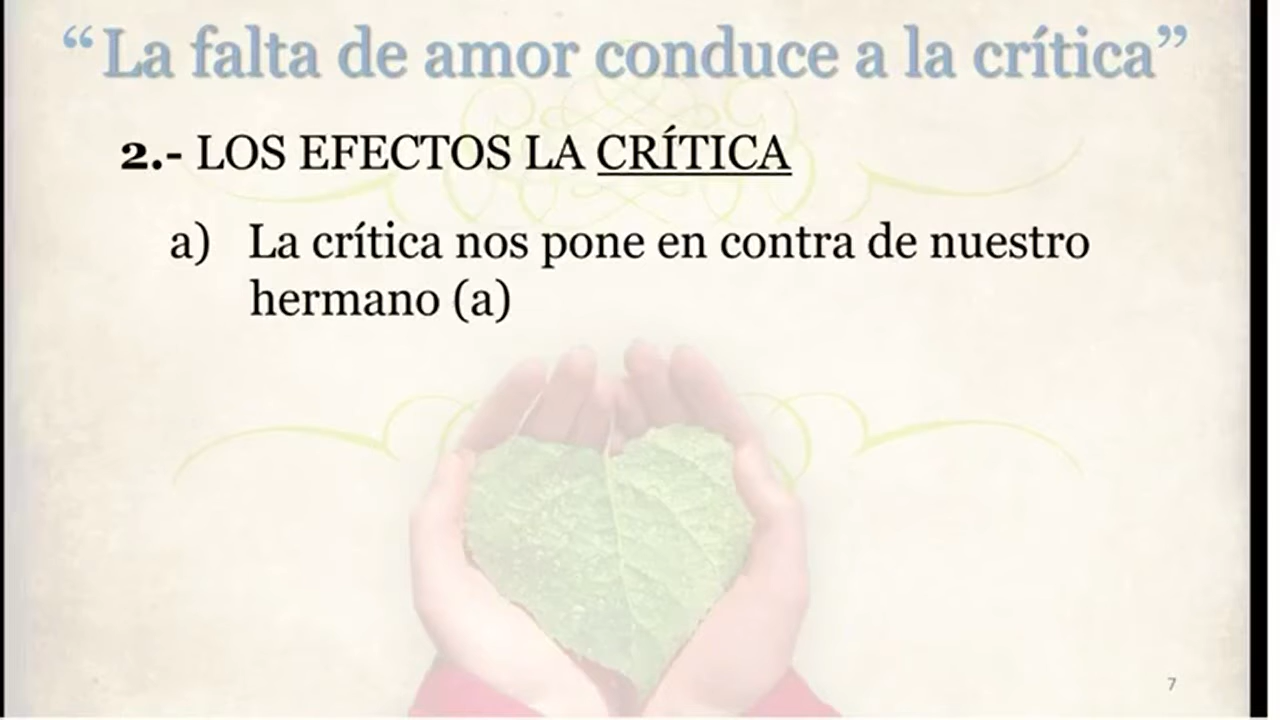 “La falta de amor conduce a la crítica”
2.- LOS EFECTOS LA CRÍTICA
a) La crítica nos pone en contra de nuestro
hermano (a)
7